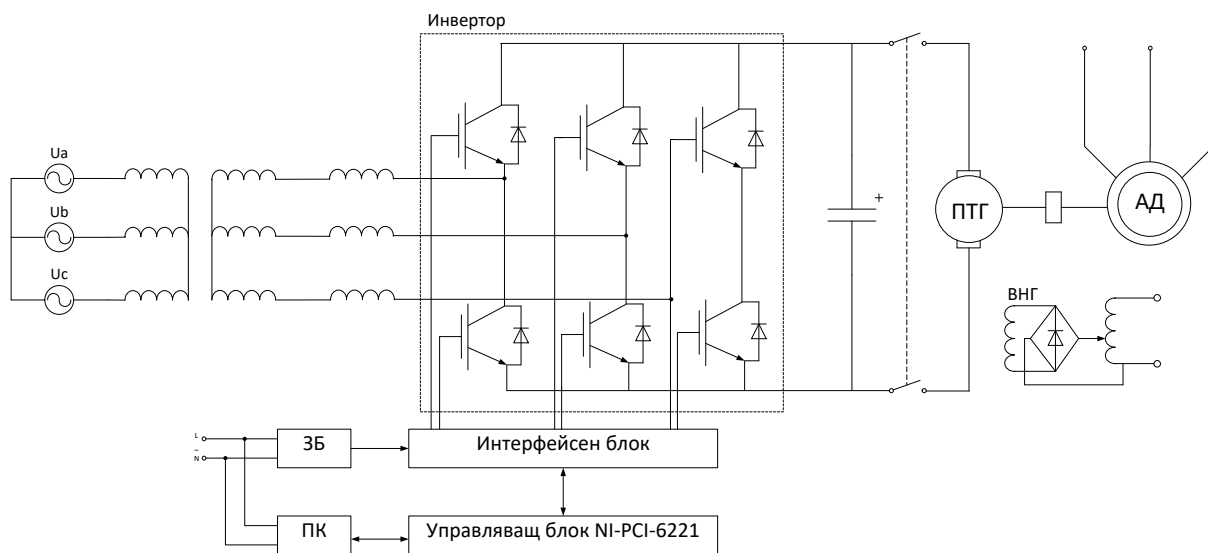 Инвертор
Ua
Ub
Uc
+
ПТГ
АД
ВНГ
L
~
N
ЗБ
Интерфейсен блок
ПК
Управляващ блок NI-PCI-6221